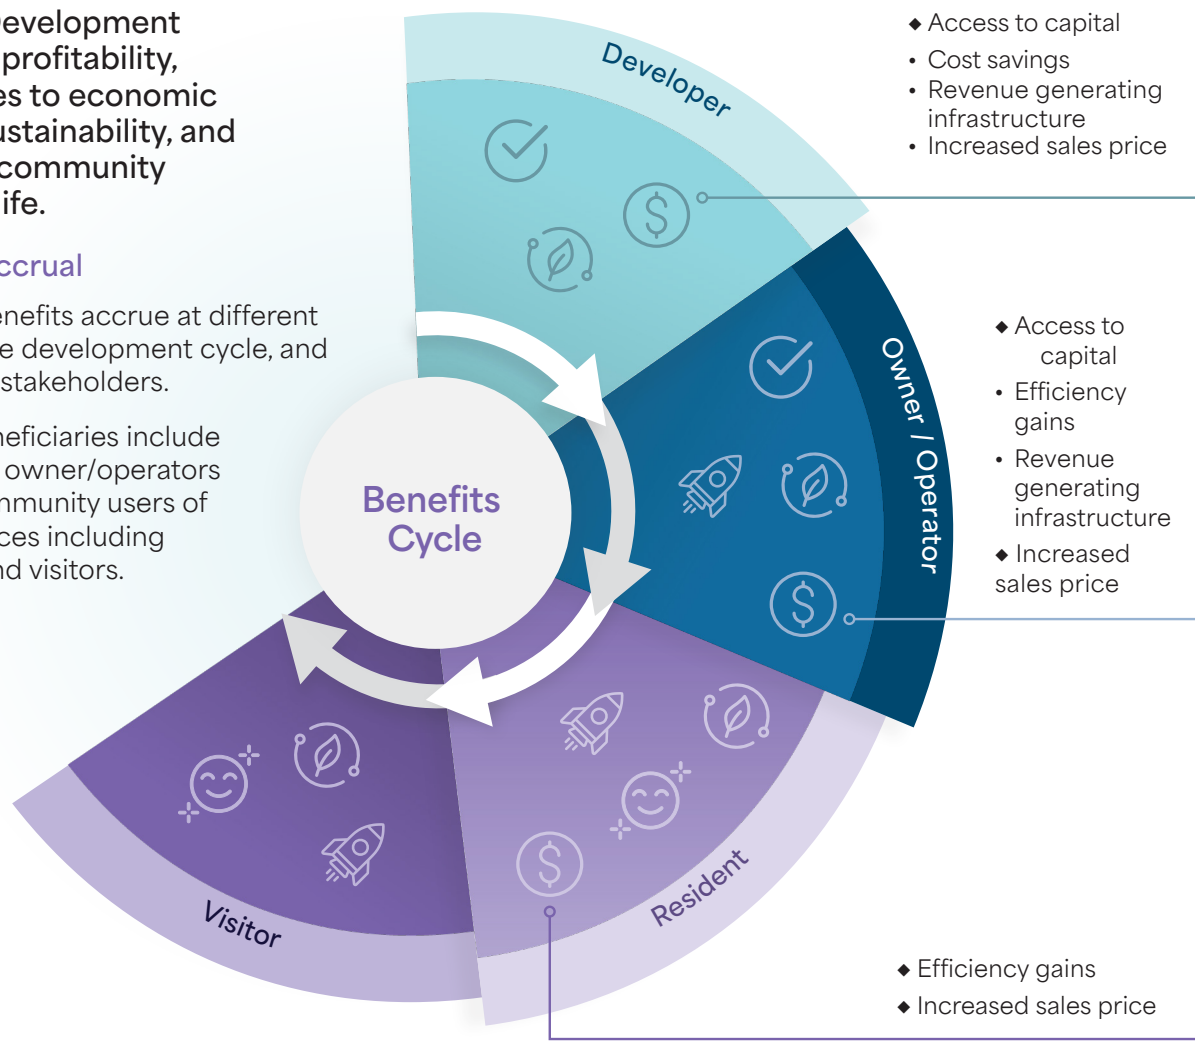 Development
profitability,
es to economic
ustainability, and
community
ife.
ccrual
enefits accrue at different
e development cycle, and
stakeholders.
neficiaries include
owner/operators
mmunity users of
ces including
nd visitors.
Developer
◆ Access to capital
• Cost savings
• Revenue generating
infrastructure
• Increased sales price
Owner / Operator
◆ Access to
capital
• Efficiency
gains
• Revenue
generating
infrastructure
◆ Increased
sales price
Benefits
Cycle
Resident
◆ Efficiency gains
◆ Increased sales price
Visitor